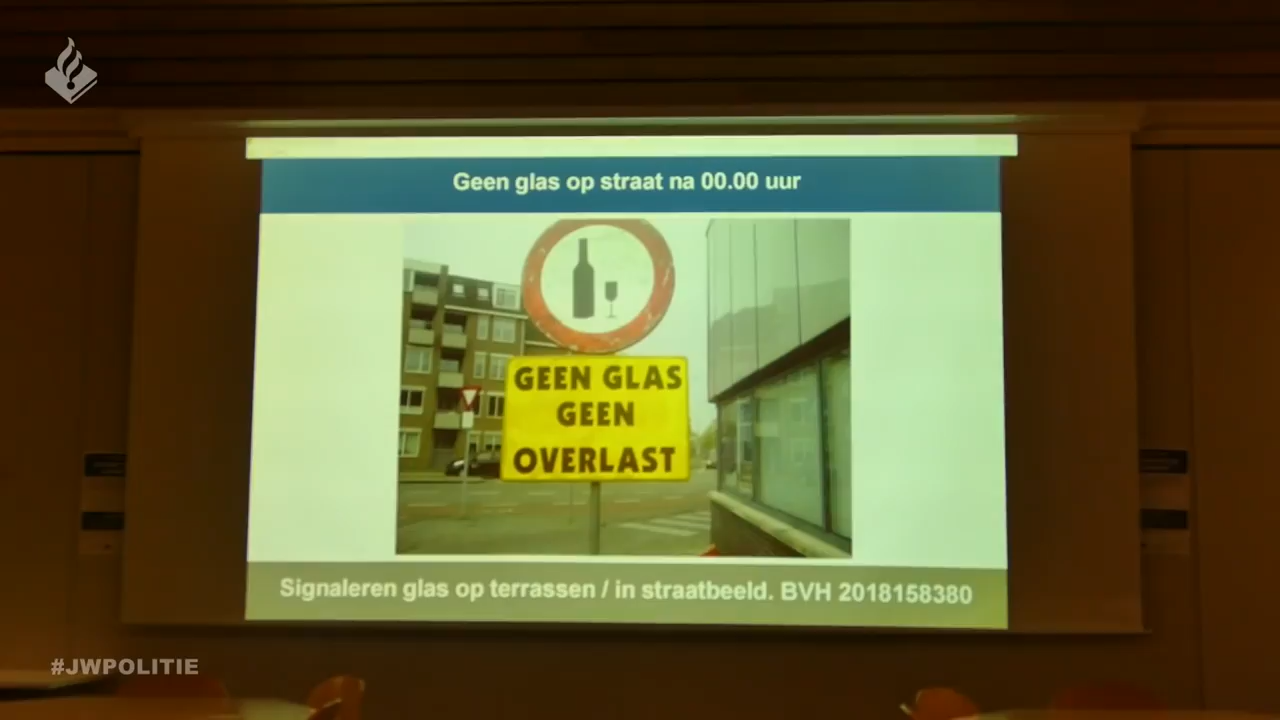 Geen glas op straat na 00.00 uur
GEEN GLAS
GEEN
OVERLAST
Signaleren glas op terrassen / in straatbeeld. BVH 2018158380
#JWPOLITIE